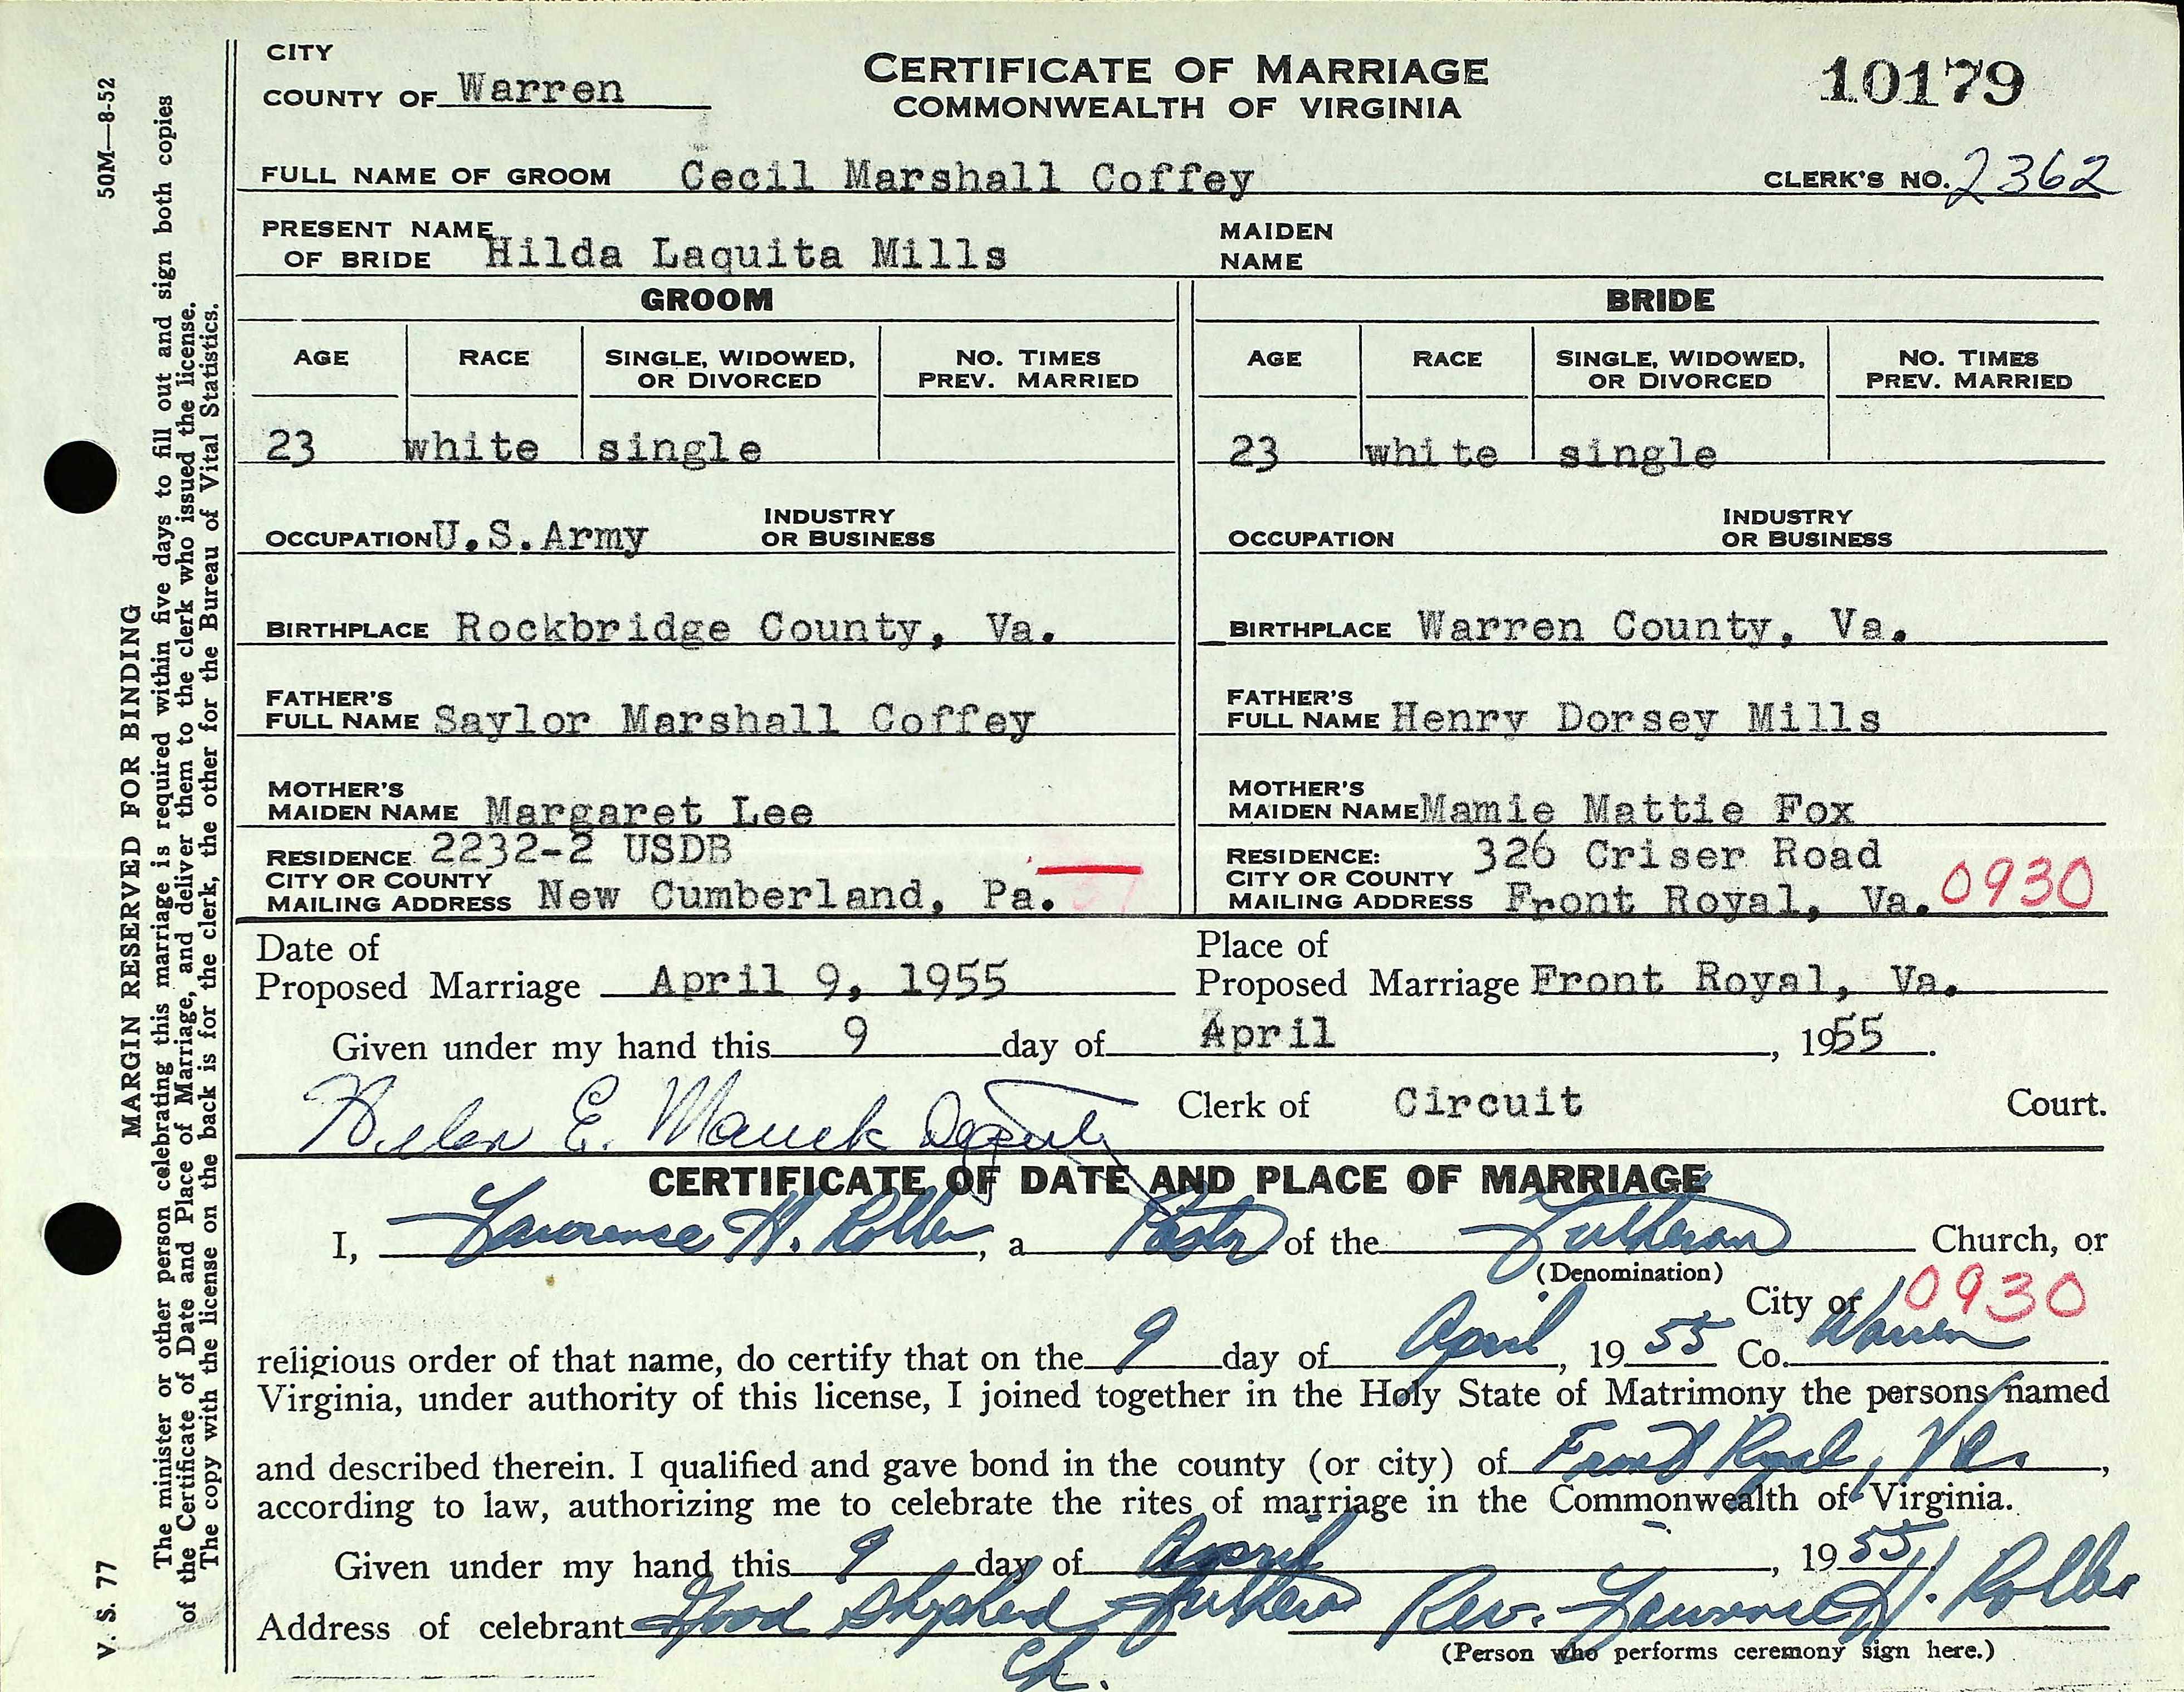 CITY
COUNTY OF Warren
CERTIFICATE OF MARRIAGE
COMMONWEALTH OF VIRGINIA
10179
FULL NAME OF GROOM Cecil Marshall Coffey
CLERK'S NO. 2362
PRESENT NAME
OF BRIDE Hilda Laquita Mills
MAIDEN
NAME
GROOM
AGE RACE SINGLE, WIDOWED, NO. TIMES
OR DIVORCED PREV. MARRIED
23 white single
OCCUPATION U.S.Army INDUSTRY
OR BUSINESS
BIRTHPLACE Rockbridge County, Va.
FATHER'S
FULL NAME Saylor Marshall Coffey
MOTHER'S
MAIDEN NAME Margaret Lee
RESIDENCE 2232-2 USDB
CITY OR COUNTY
MAILING ADDRESS New Cumberland, Pa.
BRIDE
AGE RACE SINGLE, WIDOWED, NO. TIMES
OR DIVORCED PREV. MARRIED
23 white single
OCCUPATION INDUSTRY
OR BUSINESS
BIRTHPLACE Warren County, Va.
FATHER'S
FULL NAME Henry Dorsey Mills
MOTHER'S
MAIDEN NAME Mamie Mattie Fox
RESIDENCE: 326 Criser Road
CITY OR COUNTY
MAILING ADDRESS Front Royal, Va. 0930
Date of
Proposed Marriage April 9, 1955
Place of
Proposed Marriage Front Royal, Va.
Given under my hand this 9 day of April, 1955.
Helen E. Mauck Deputy Clerk of Circuit Court.
CERTIFICATE OF DATE AND PLACE OF MARRIAGE
I, Lawrence H. Roller, a Pastor of the Lutheran Church, or
(Denomination)
City or 0930
religious order of that name, do certify that on the 9 day of April, 19 55 Co. Warren
Virginia, under authority of this license, I joined together in the Holy State of Matrimony the persons named
and described therein. I qualified and gave bond in the county (or city) of Front Royal, Va.,
according to law, authorizing me to celebrate the rites of marriage in the Commonwealth of Virginia.
Given under my hand this 9 day of April, 19 55
Address of celebrant Good Shepherd Lutheran Rev. Lawrence H. Roller
Ch.
(Person who performs ceremony sign here.)
V. S. 77
50M—8-52
MARGIN RESERVED FOR BINDING
The minister or other person celebrating this marriage is required within five days to fill out and sign both copies
of the Certificate of Date and Place of Marriage, and deliver them to the clerk who issued the license.
The copy with the license on the back is for the clerk, the other for the Bureau of Vital Statistics.